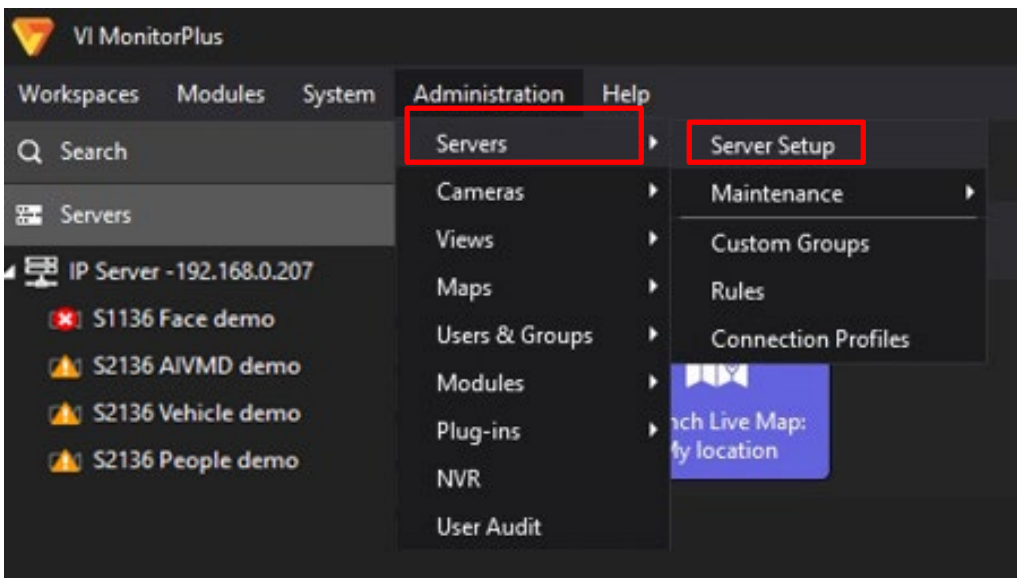 VI MonitorPlus
Workspaces Modules System Administration Help
Search
Servers
IP Server -192.168.0.207
S1136 Face demo
S2136 AIVMD demo
S2136 Vehicle demo
S2136 People demo
Servers
Cameras
Views
Maps
Users & Groups
Modules
Plug-ins
NVR
User Audit
Server Setup
Maintenance
Custom Groups
Rules
Connection Profiles
nch Live Map:
My location